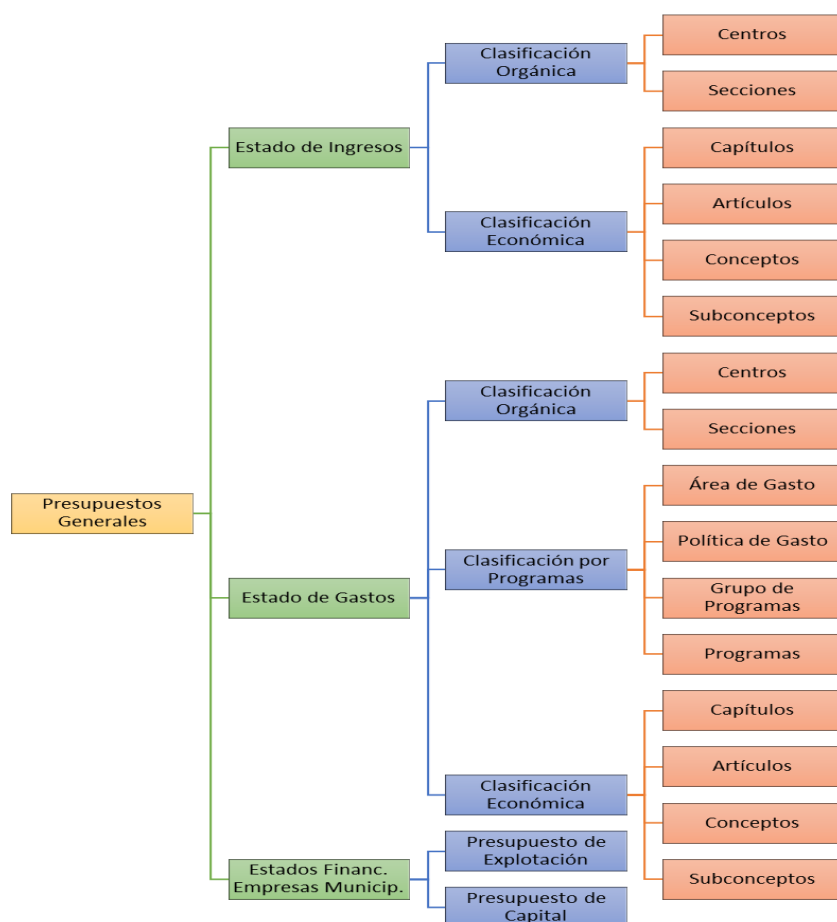 Presupuestos
Generales
Estado de Ingresos
Clasificación
Orgánica
Centros
Secciones
Clasificación
Económica
Capítulos
Artículos
Conceptos
Subconceptos
Estado de Gastos
Clasificación
Orgánica
Centros
Secciones
Clasificación por
Programas
Área de Gasto
Política de Gasto
Grupo de
Programas
Programas
Clasificación
Económica
Capítulos
Artículos
Conceptos
Subconceptos
Estados Financ.
Empresas Municip.
Presupuesto de
Explotación
Presupuesto de
Capital